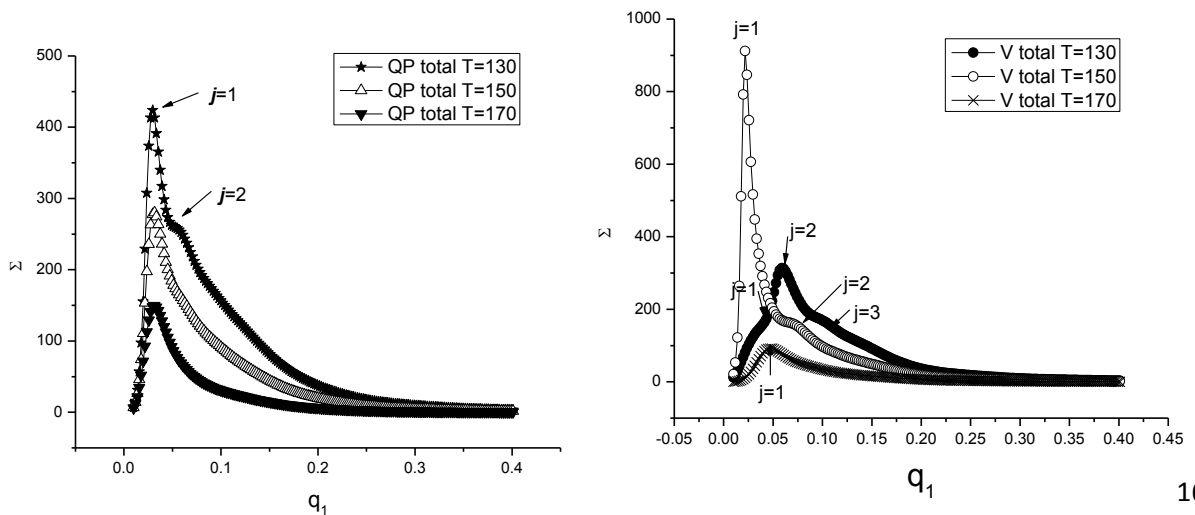 500
400
300
200
100
0
Σ
0.0 0.1 0.2 0.3 0.4
q1
QP total T=130
QP total T=150
QP total T=170
j=1
j=2
1000
800
600
400
200
0
Σ
-0.05 0.00 0.05 0.10 0.15 0.20 0.25 0.30 0.35 0.40 0.45
q1
V total T=130
V total T=150
V total T=170
j=1
j=2
j=1
j=2
j=3
j=1